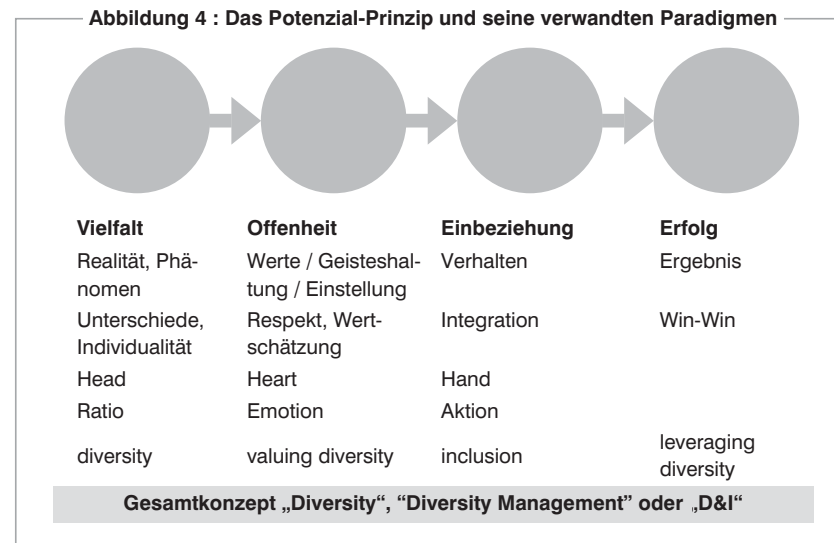 Abbildung 4 : Das Potenzial-Prinzip und seine verwandten Paradigmen
Vielfalt Offenheit Einbeziehung Erfolg
Realität, Phä- Werte / Geisteshal- Verhalten Ergebnis
nomen tung / Einstellung
Unterschiede, Respekt, Wert- Integration Win-Win
Individualität schätzung
Head Heart Hand
Ratio Emotion Aktion
diversity valuing diversity inclusion leveraging
diversity
Gesamtkonzept „Diversity“, “Diversity Management” oder „D&I“